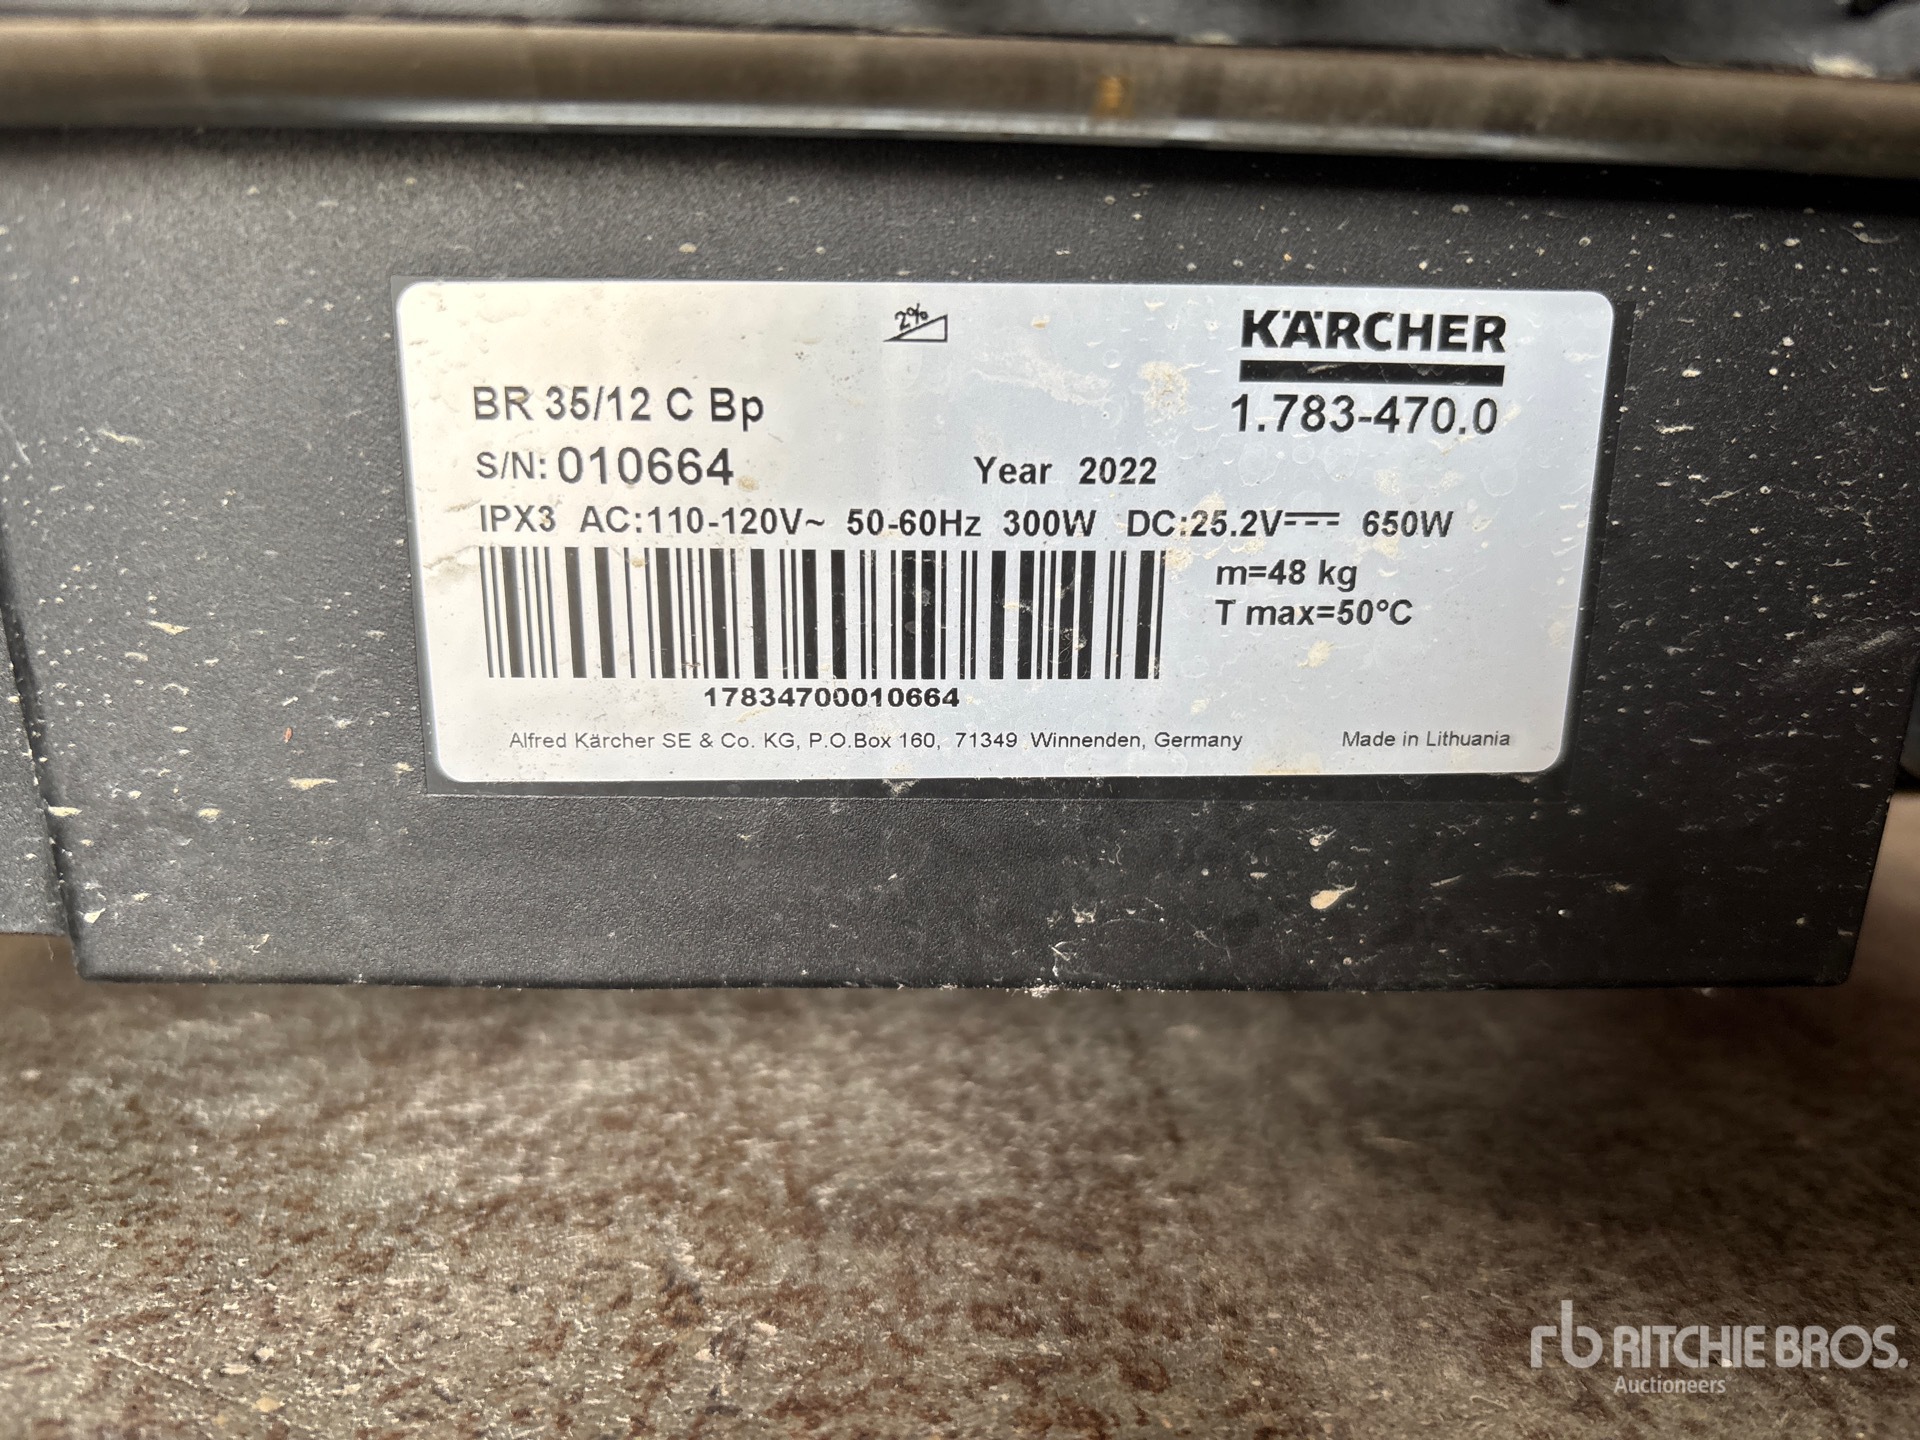 2%
KÄRCHER
BR 35/12 C Bp
1.783-470.0
S/N: 010664 Year 2022
IPX3 AC:110-120V~ 50-60Hz 300W DC:25.2V⎓ 650W
m=48 kg
T max=50°C
17834700010664
Alfred Kärcher SE & Co. KG, P.O.Box 160, 71349 Winnenden, Germany Made in Lithuania
rb RITCHIE BROS.
Auctioneers